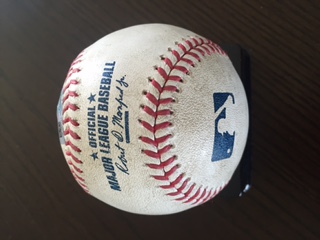 ★ OFFICIAL ★
MAJOR LEAGUE BASEBALL
Robert D. Manfred Jr.